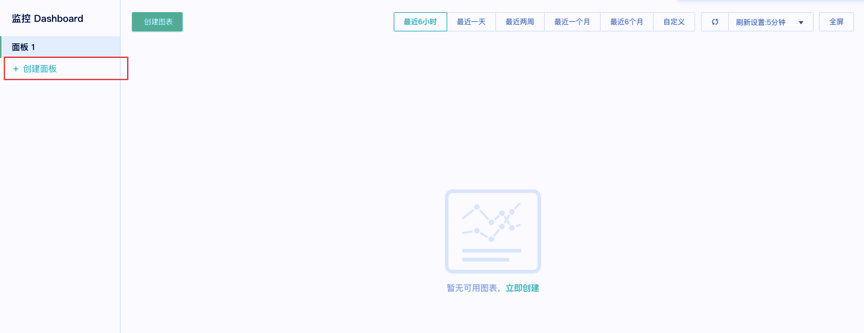 监控 Dashboard
面板 1
+ 创建面板
创建图表
最近6小时 最近一天 最近两周 最近一个月 最近6个月 自定义 刷新设置:5分钟 全屏
暂无可用图表，立即创建